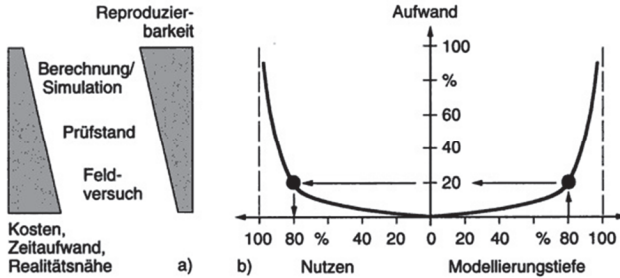 Reproduzier-
barkeit
Berechnung/
Simulation
Prüfstand
Feld-
versuch
Kosten,
Zeitaufwand,
Realitätsnähe
a)
Aufwand
100
%
60
40
20
100 80 % 40 20 0 20 40 % 80 100
b) Nutzen Modellierungstiefe